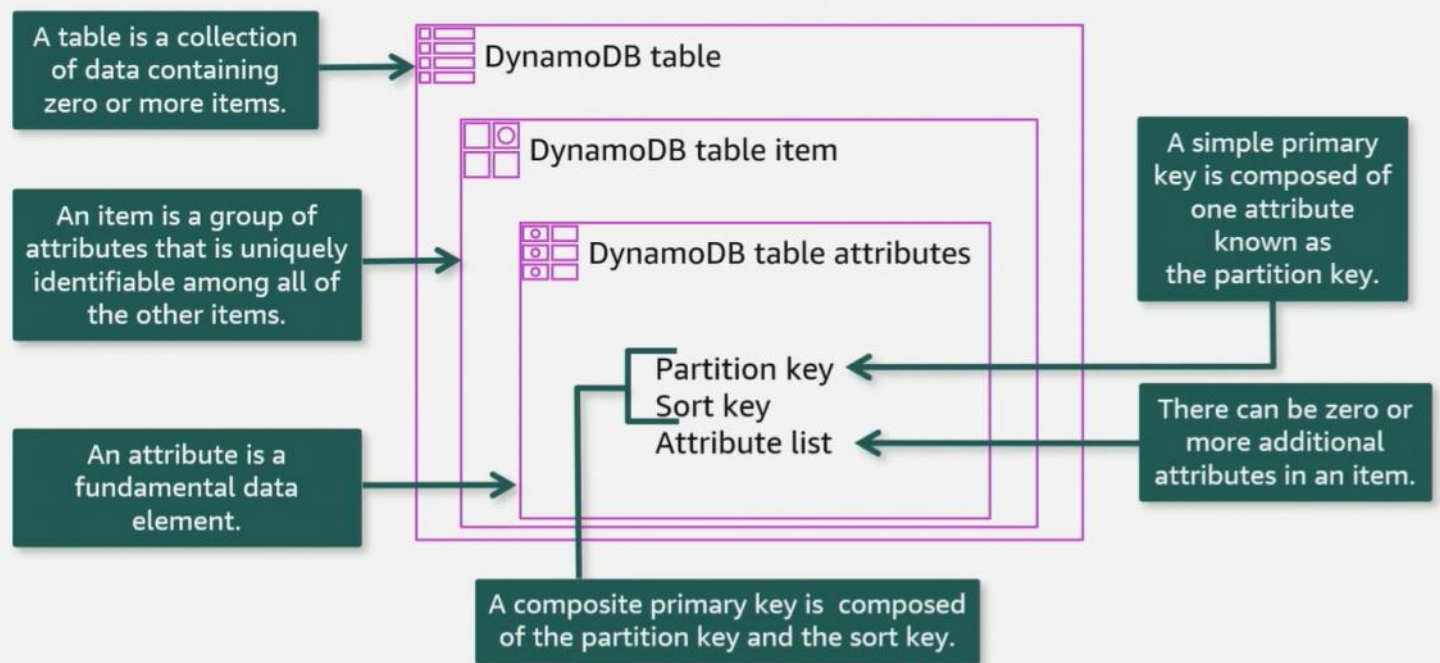 A table is a collection
of data containing
zero or more items.
DynamoDB table
DynamoDB table item
A simple primary
key is composed of
one attribute
known as
the partition key.
An item is a group of
attributes that is uniquely
identifiable among all of
the other items.
DynamoDB table attributes
Partition key
Sort key
Attribute list
There can be zero or
more additional
attributes in an item.
An attribute is a
fundamental data
element.
A composite primary key is composed
of the partition key and the sort key.